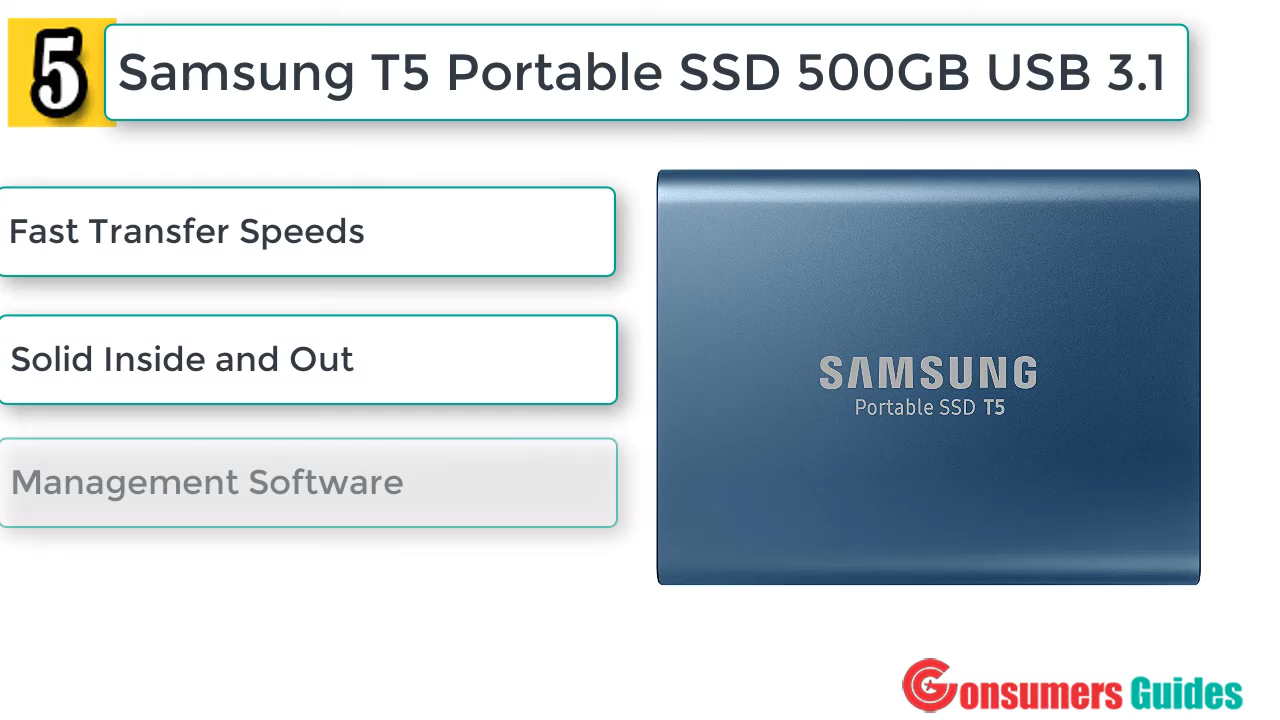 5
Samsung T5 Portable SSD 500GB USB 3.1
Fast Transfer Speeds
Solid Inside and Out
Management Software
SAMSUNG
Portable SSD T5
Consumers Guides